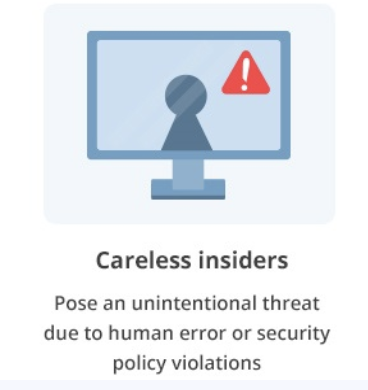 Careless insiders
Pose an unintentional threat
due to human error or security
policy violations